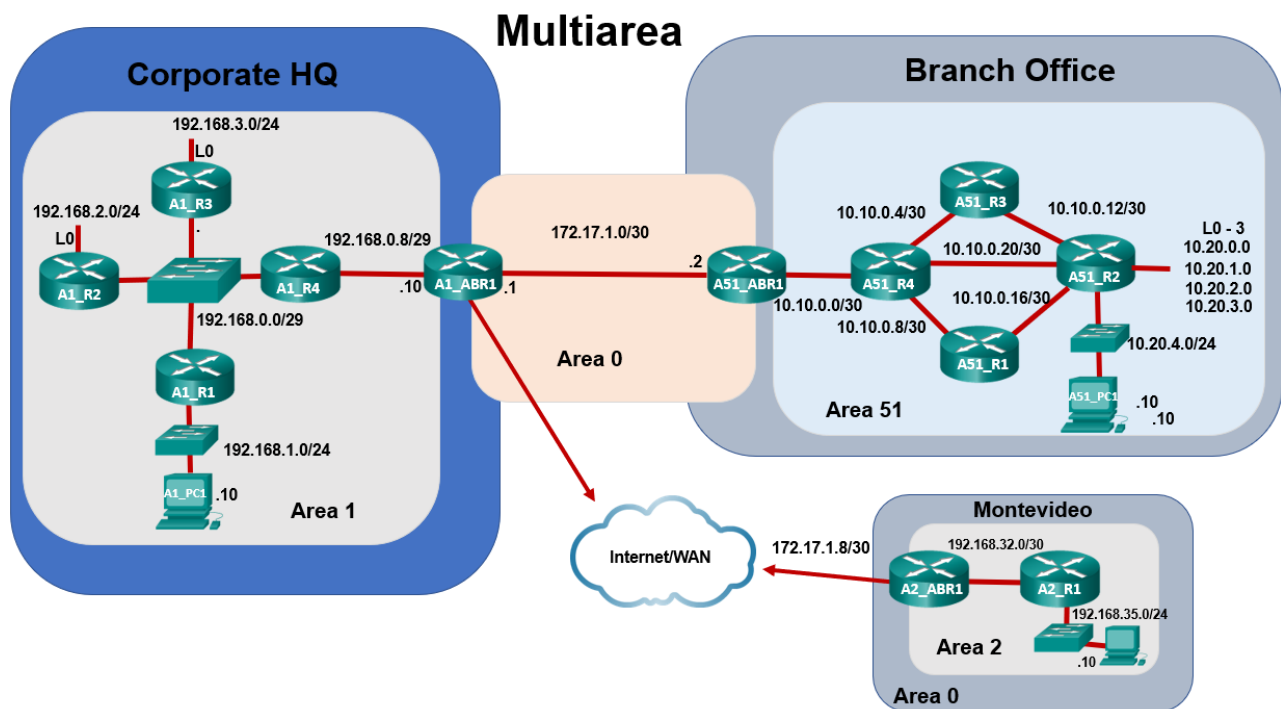 Multiarea
Corporate HQ
192.168.3.0/24
L0
A1_R3
192.168.2.0/24
L0
A1_R2
.
A1_R4
192.168.0.8/29
.10
A1_ABR1
.1
192.168.0.0/29
A1_R1
192.168.1.0/24
A1_PC1
.10
Area 1
172.17.1.0/30
.2
Area 0
Branch Office
A51_ABR1
10.10.0.0/30
A51_R4
10.10.0.4/30
A51_R3
10.10.0.12/30
10.10.0.20/30
A51_R2
L0 - 3
10.20.0.0
10.20.1.0
10.20.2.0
10.20.3.0
10.10.0.16/30
10.10.0.8/30
A51_R1
10.20.4.0/24
A51_PC1
.10
.10
Area 51
Internet/WAN
172.17.1.8/30
Montevideo
192.168.32.0/30
A2_ABR1
A2_R1
192.168.35.0/24
.10
Area 2
Area 0